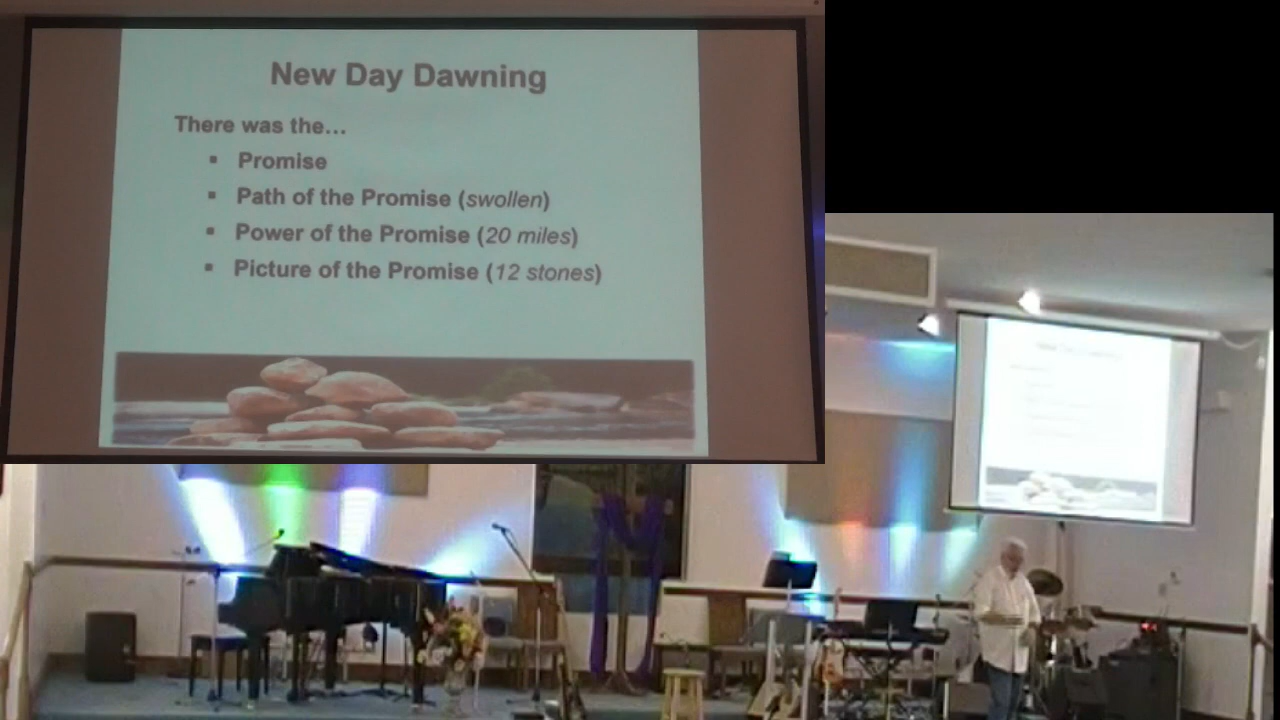 New Day Dawning
There was the...
▪ Promise
▪ Path of the Promise (swollen)
▪ Power of the Promise (20 miles)
▪ Picture of the Promise (12 stones)